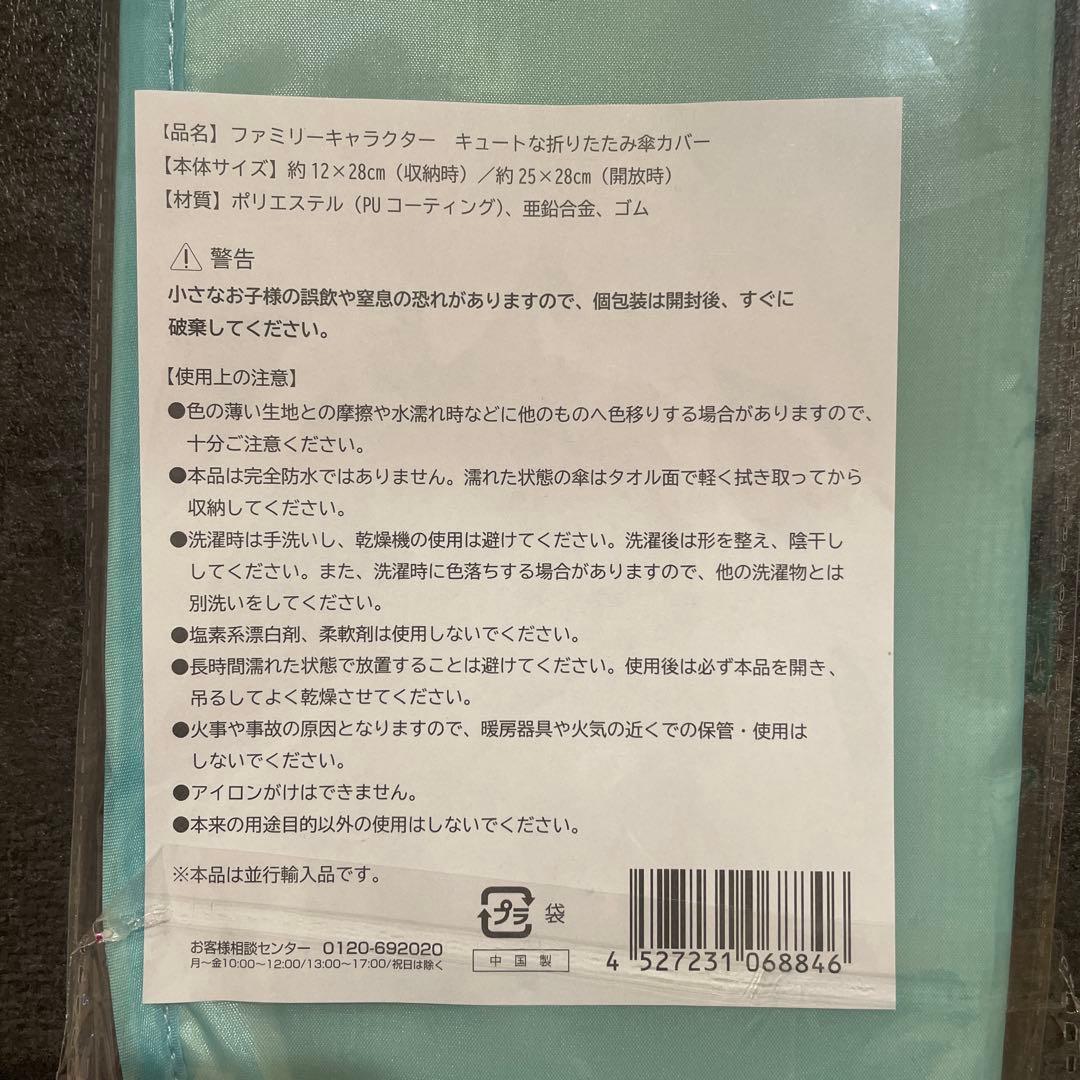 【品名】ファミリーキャラクター　キュートな折りたたみ傘カバー
【本体サイズ】約12×28㎝（収納時）／約25×28㎝（開放時）
【材質】ポリエステル（PUコーティング）、亜鉛合金、ゴム
⚠ 警告
小さなお子様の誤飲や窒息の恐れがありますので、個包装は開封後、すぐに
破棄してください。
【使用上の注意】
●色の薄い生地との摩擦や水濡れ時などに他のものへ色移りする場合がありますので、
十分ご注意ください。
●本品は完全防水ではありません。濡れた状態の傘はタオル面で軽く拭き取ってから
収納してください。
●洗濯時は手洗いし、乾燥機の使用は避けてください。洗濯後は形を整え、陰干し
してください。また、洗濯時に色落ちする場合がありますので、他の洗濯物とは
別洗いをしてください。
●塩素系漂白剤、柔軟剤は使用しないでください。
●長時間濡れた状態で放置することは避けてください。使用後は必ず本品を開き、
吊るしてよく乾燥させてください。
●火事や事故の原因となりますので、暖房器具や火気の近くでの保管・使用は
しないでください。
●アイロンがけはできません。
●本来の用途目的以外の使用はしないでください。
※本品は並行輸入品です。
プラ 袋
お客様相談センター 0120-692020
月〜金10:00〜12:00/13:00〜17:00/祝日は除く
中国製
4 527231 068846